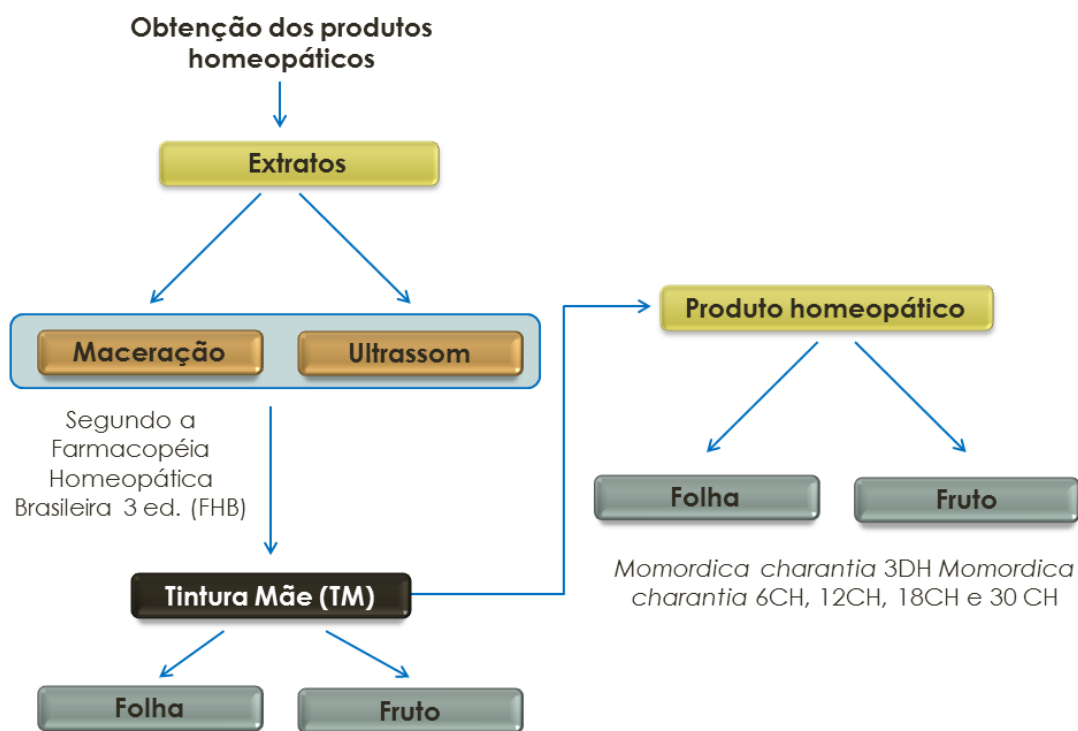 Obtenção dos produtos
homeopáticos
Extratos
Maceração
Ultrassom
Segundo a
Farmacopéia
Homeopática
Brasileira 3 ed. (FHB)
Tintura Mãe (TM)
Folha
Fruto
Produto homeopático
Folha
Fruto
Momordica charantia 3DH Momordica
charantia 6CH, 12CH, 18CH e 30 CH